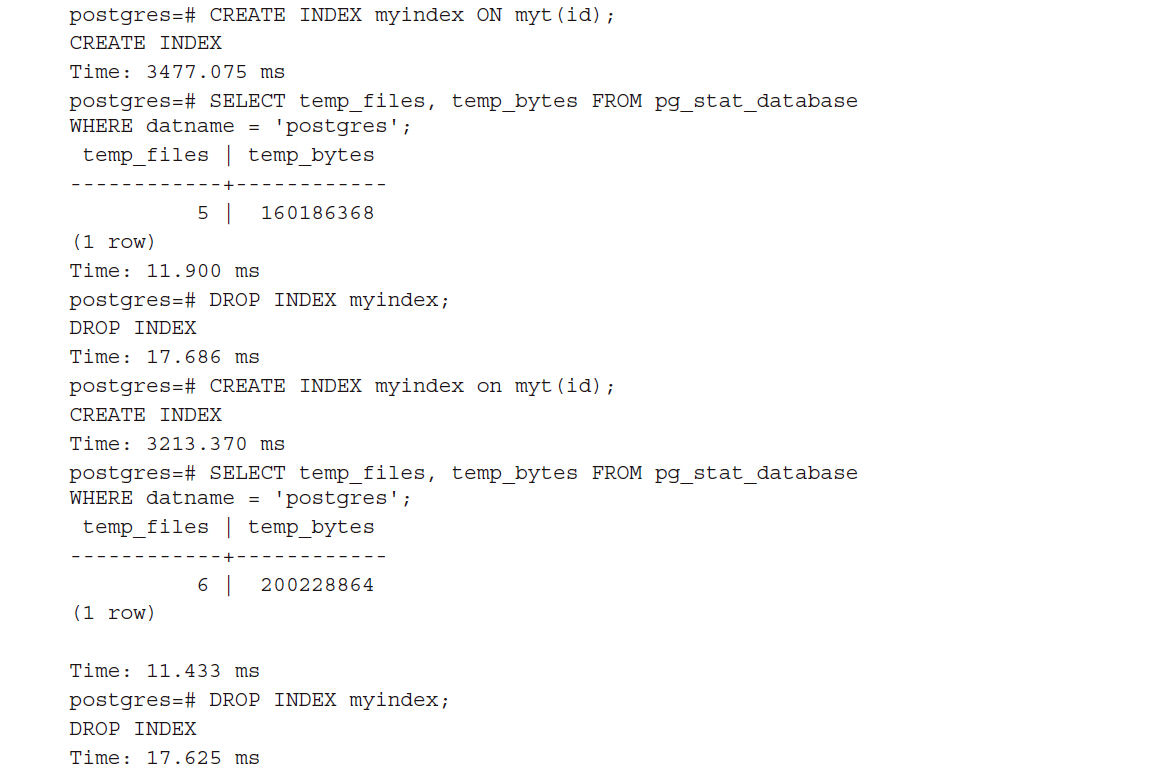 postgres=# CREATE INDEX myindex ON myt(id);
CREATE INDEX
Time: 3477.075 ms
postgres=# SELECT temp_files, temp_bytes FROM pg_stat_database
WHERE datname = 'postgres';
 temp_files | temp_bytes
------------+------------
          5 |  160186368
(1 row)
Time: 11.900 ms
postgres=# DROP INDEX myindex;
DROP INDEX
Time: 17.686 ms
postgres=# CREATE INDEX myindex on myt(id);
CREATE INDEX
Time: 3213.370 ms
postgres=# SELECT temp_files, temp_bytes FROM pg_stat_database
WHERE datname = 'postgres';
 temp_files | temp_bytes
------------+------------
          6 |  200228864
(1 row)

Time: 11.433 ms
postgres=# DROP INDEX myindex;
DROP INDEX
Time: 17.625 ms